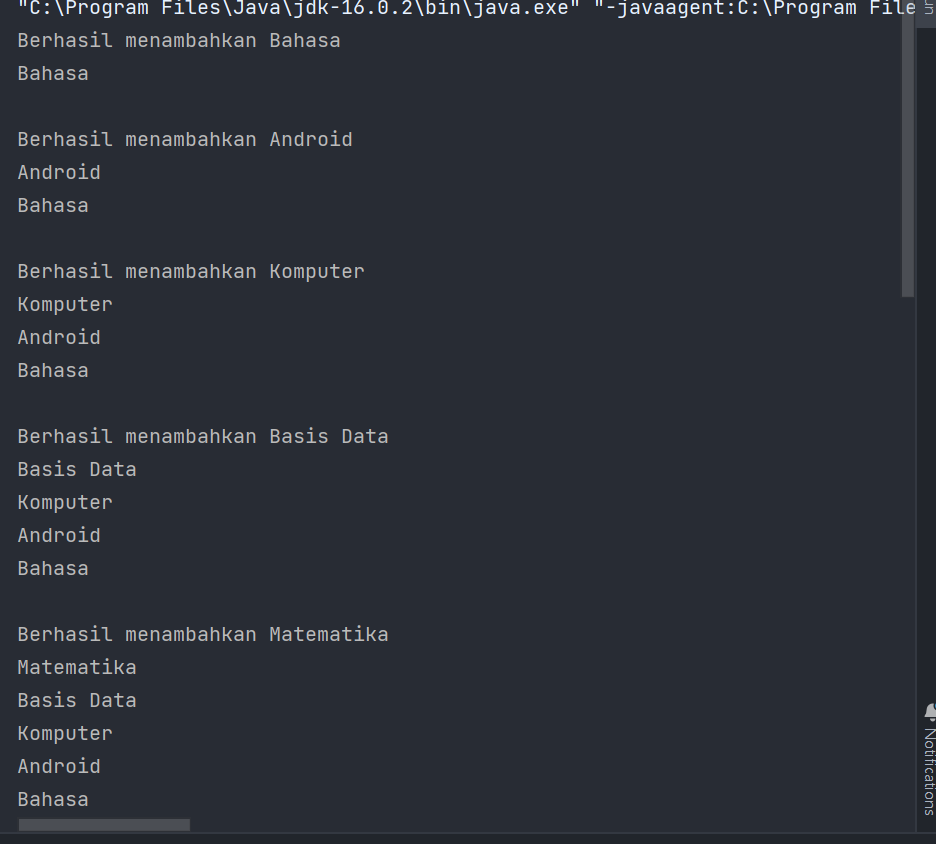 "C:\Program Files\Java\jdk-16.0.2\bin\java.exe" "-javaagent:C:\Program File
Berhasil menambahkan Bahasa
Bahasa
Berhasil menambahkan Android
Android
Bahasa
Berhasil menambahkan Komputer
Komputer
Android
Bahasa
Berhasil menambahkan Basis Data
Basis Data
Komputer
Android
Bahasa
Berhasil menambahkan Matematika
Matematika
Basis Data
Komputer
Android
Bahasa
Notifications